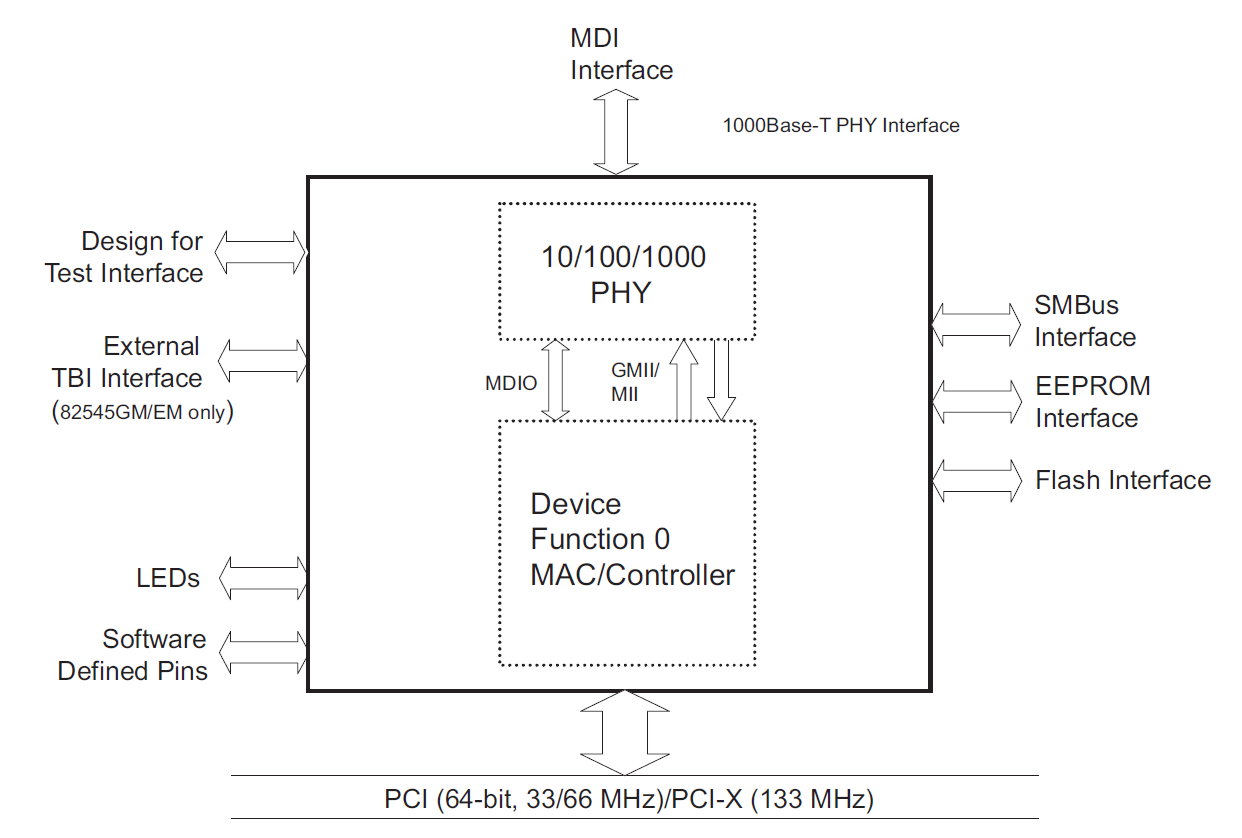 MDI
Interface
1000Base-T PHY Interface
Design for
Test Interface
10/100/1000
PHY
SMBus
Interface
External
TBI Interface
(82545GM/EM only)
MDIO
GMII/
MII
EEPROM
Interface
Flash Interface
Device
Function 0
MAC/Controller
LEDs
Software
Defined Pins
PCI (64-bit, 33/66 MHz)/PCI-X (133 MHz)